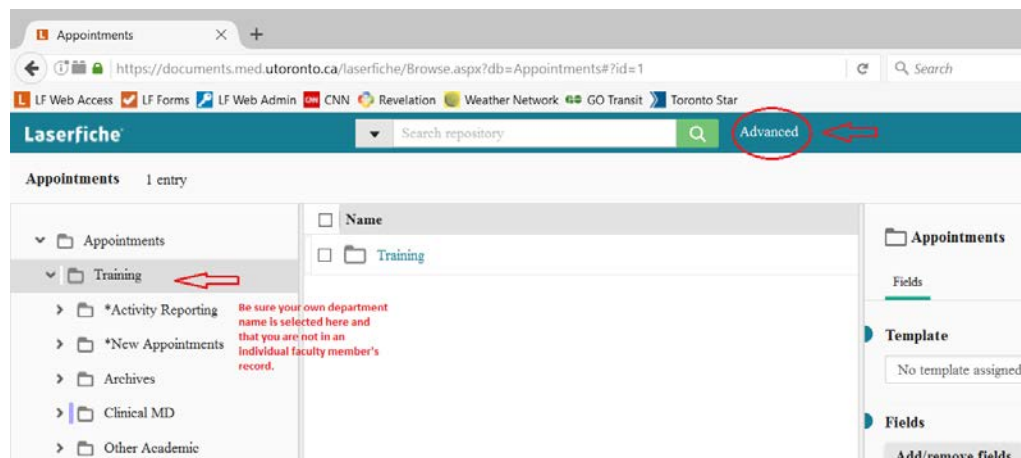 Appointments
https://documents.med.utoronto.ca/laserfiche/Browse.aspx?db=Appointments#?id=1
Search
LF Web Access LF Forms LF Web Admin CNN Revelation Weather Network GO Transit Toronto Star
Laserfiche
Search repository
Advanced
Appointments 1 entry
Name
Appointments
Training
*Activity Reporting
*New Appointments
Archives
Clinical MD
Other Academic
Training
Be sure your own department
name is selected here and
that you are not in an
individual faculty member's
record.
Appointments
Fields
Template
No template assigned
Fields
Add/remove fields